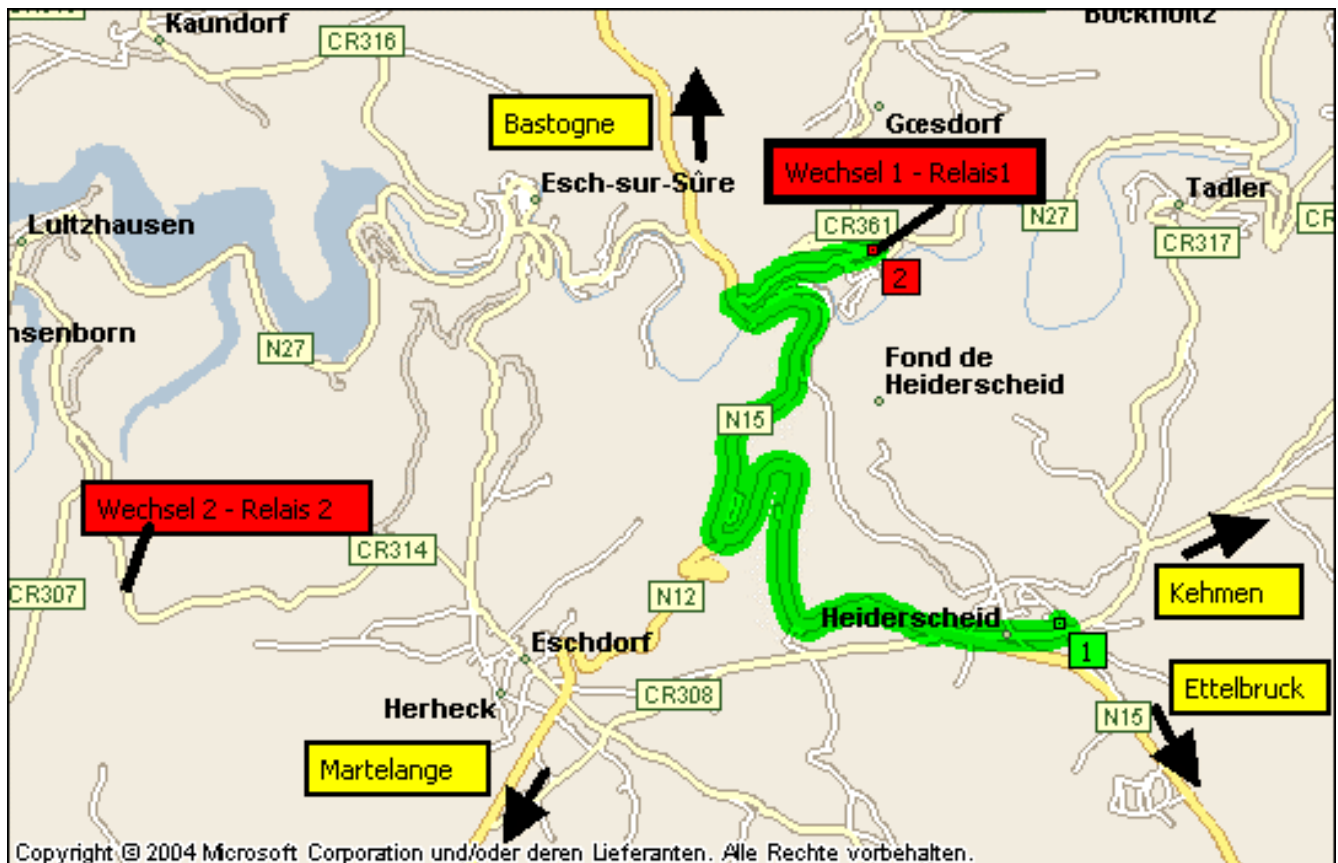 Kaundorf
CR316
Bockholtz
Bastogne
Gœsdorf
Wechsel 1 - Relais1
Esch-sur-Sûre
Tadler
Lultzhausen
CR361
N27
CR317
2
nsenborn
N27
Fond de
Heiderscheid
N15
Wechsel 2 - Relais 2
CR314
CR307
N12
Kehmen
Heiderscheid
Eschdorf
1
CR308
Ettelbruck
Herheck
N15
Martelange
Copyright © 2004 Microsoft Corporation und/oder deren Lieferanten. Alle Rechte vorbehalten.